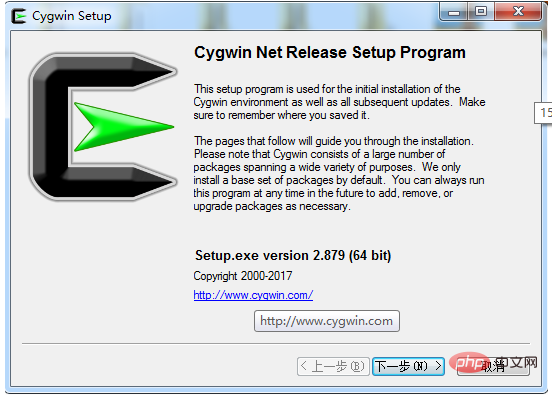 Cygwin Setup
Cygwin Net Release Setup Program
This setup program is used for the initial installation of the
Cygwin environment as well as all subsequent updates. Make
sure to remember where you saved it.
The pages that follow will guide you through the installation.
Please note that Cygwin consists of a large number of
packages spanning a wide variety of purposes. We only
install a base set of packages by default. You can always run
this program at any time in the future to add, remove, or
upgrade packages as necessary.
15
Setup.exe version 2.879 (64 bit)
Copyright 2000-2017
http://www.cygwin.com/
http://www.cygwin.com
< 上一步(B)
下一步(N) >
取消
php 中文网